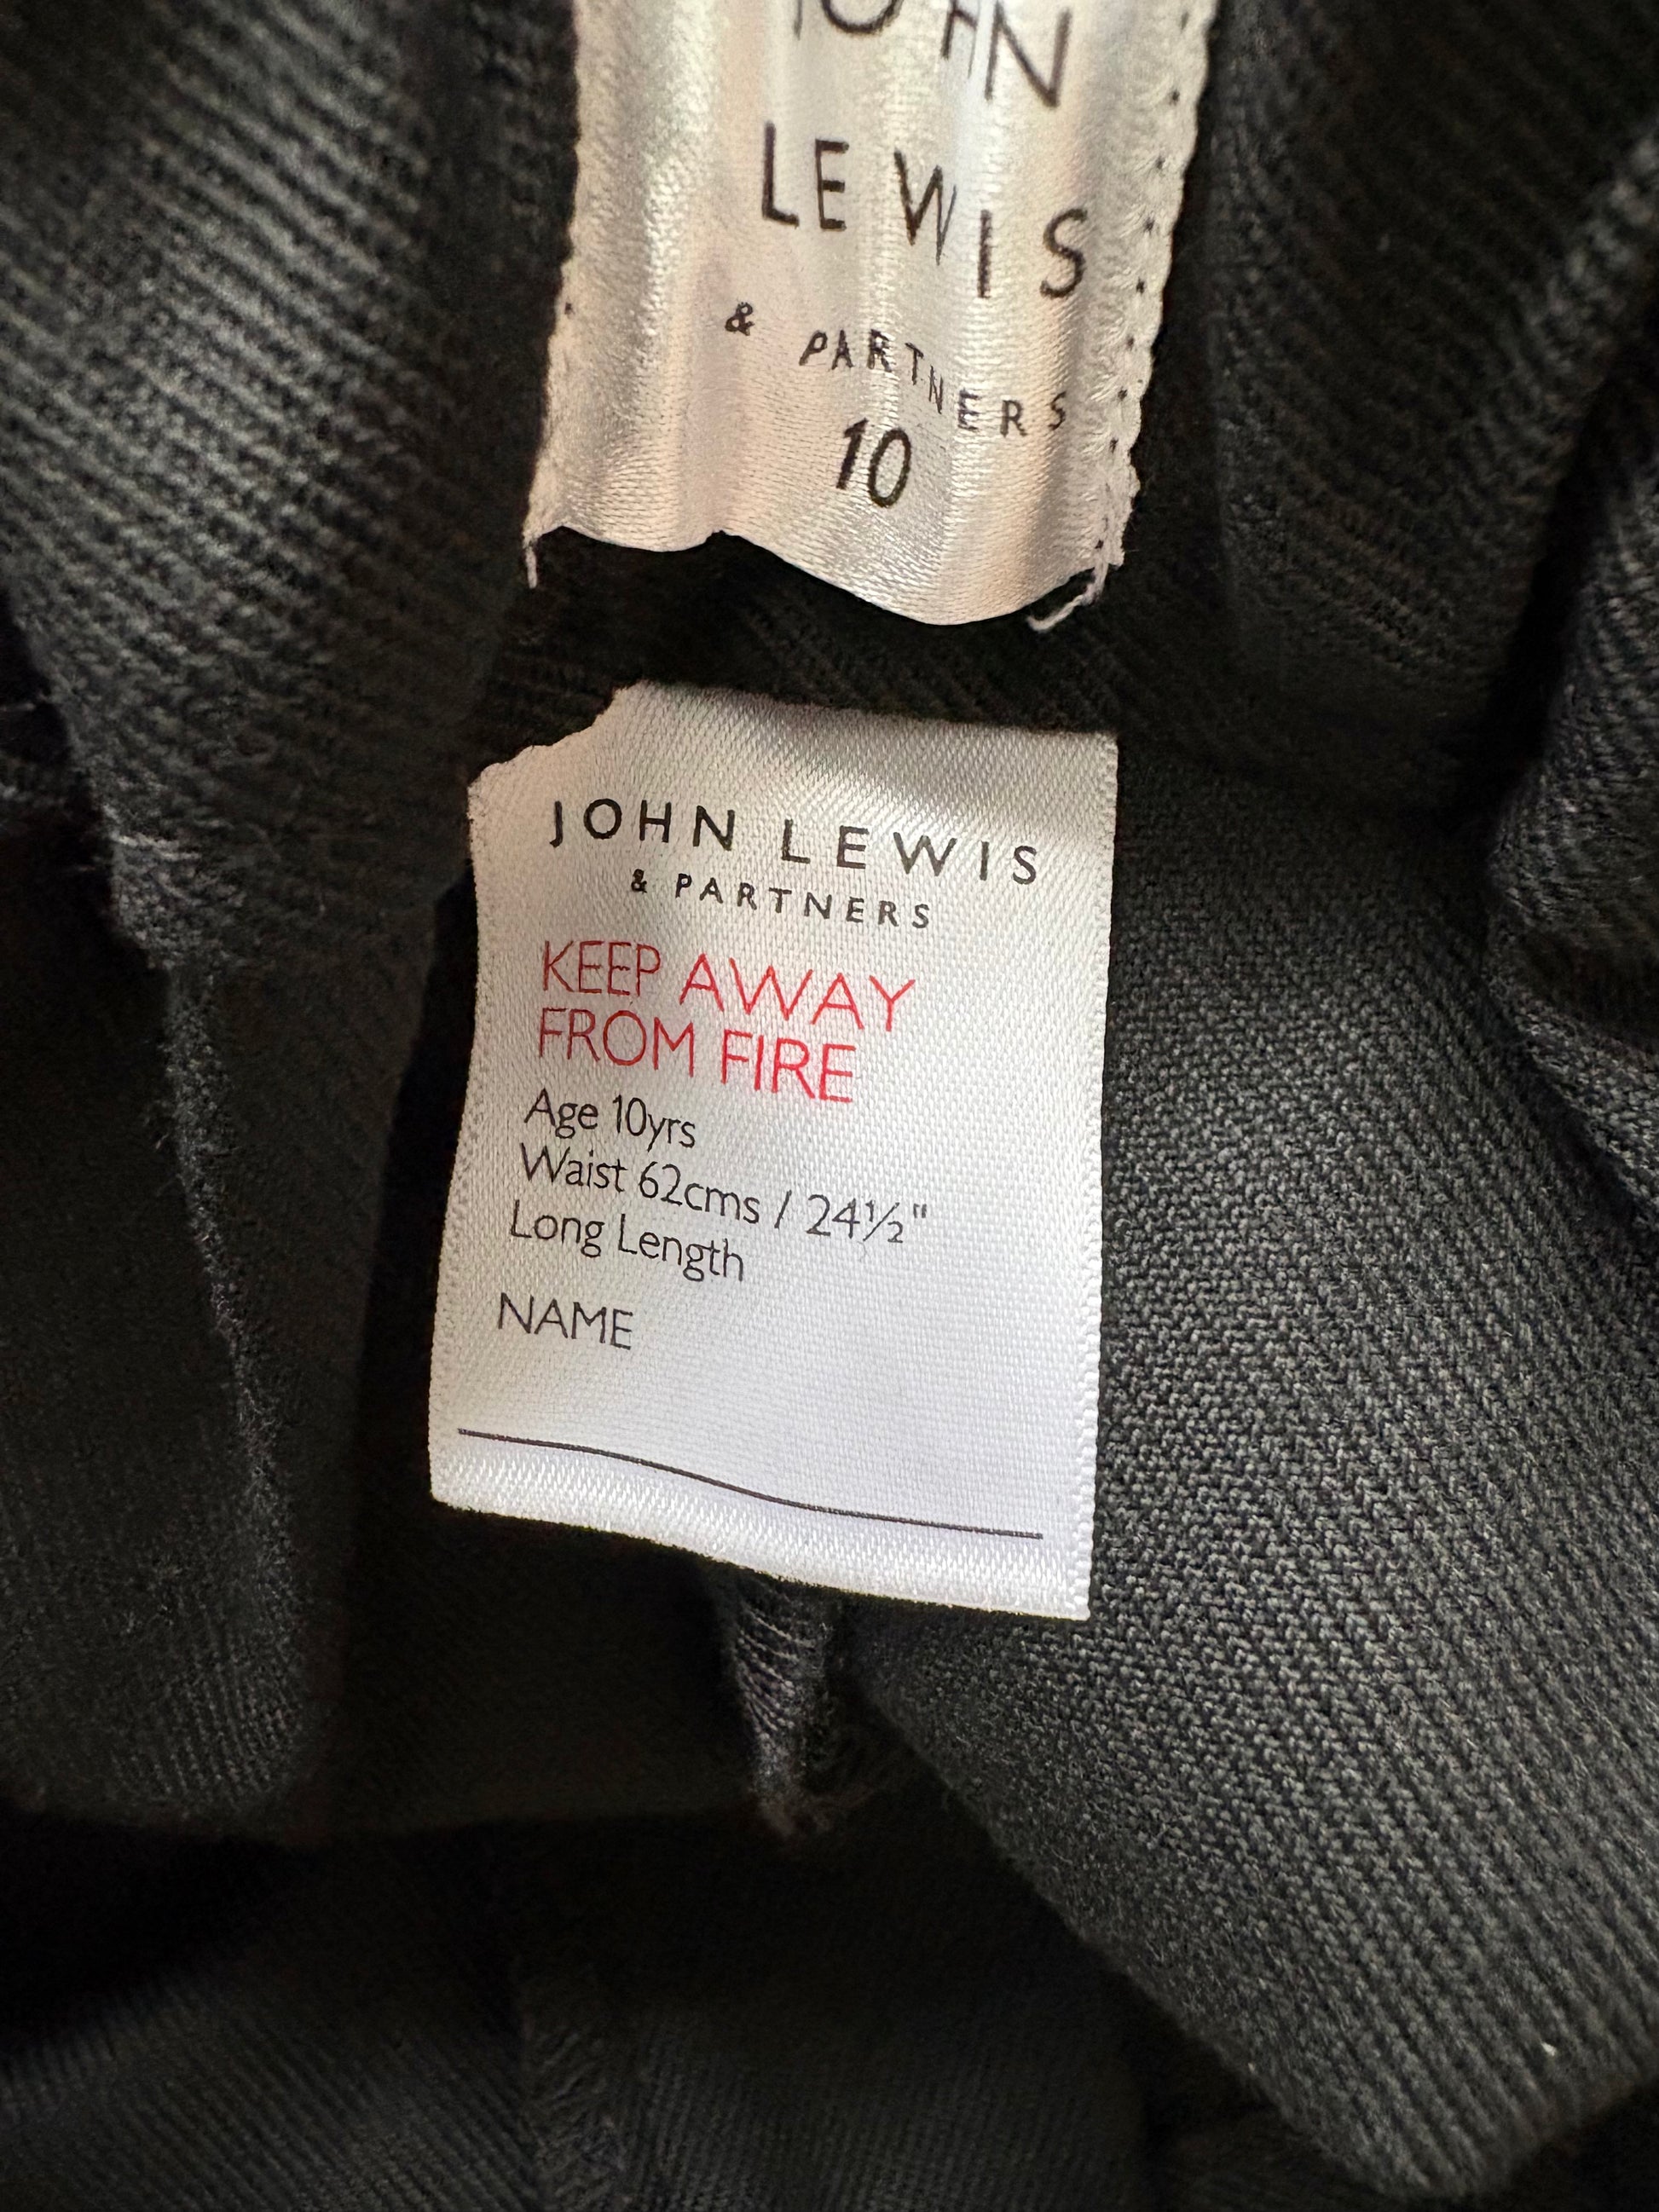 JOHN
LEWIS
& PARTNERS
10
JOHN LEWIS
& PARTNERS
KEEP AWAY
FROM FIRE
Age 10yrs
Waist 62cms / 24½"
Long Length
NAME